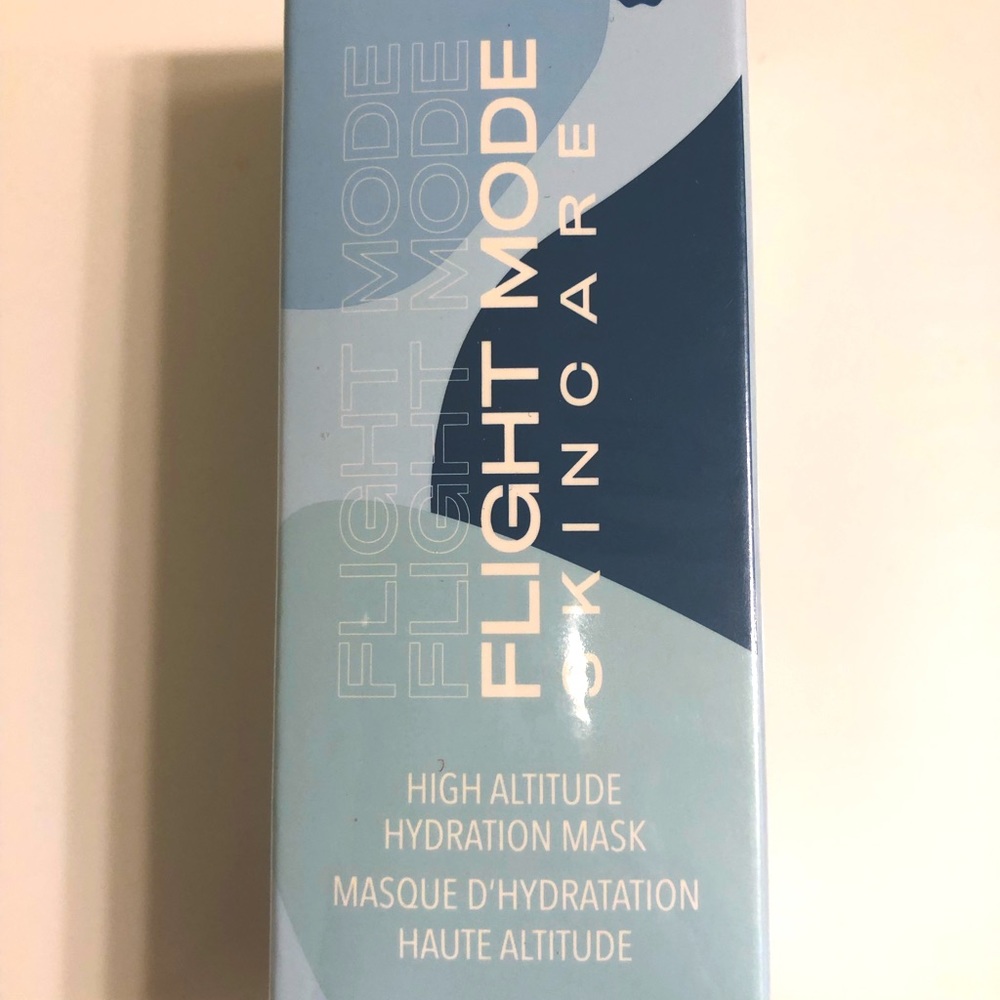 FLIGHT MODE
FLIGHT MODE
FLIGHT MODE
SKINCARE
HIGH ALTITUDE
HYDRATION MASK
MASQUE D'HYDRATATION
HAUTE ALTITUDE